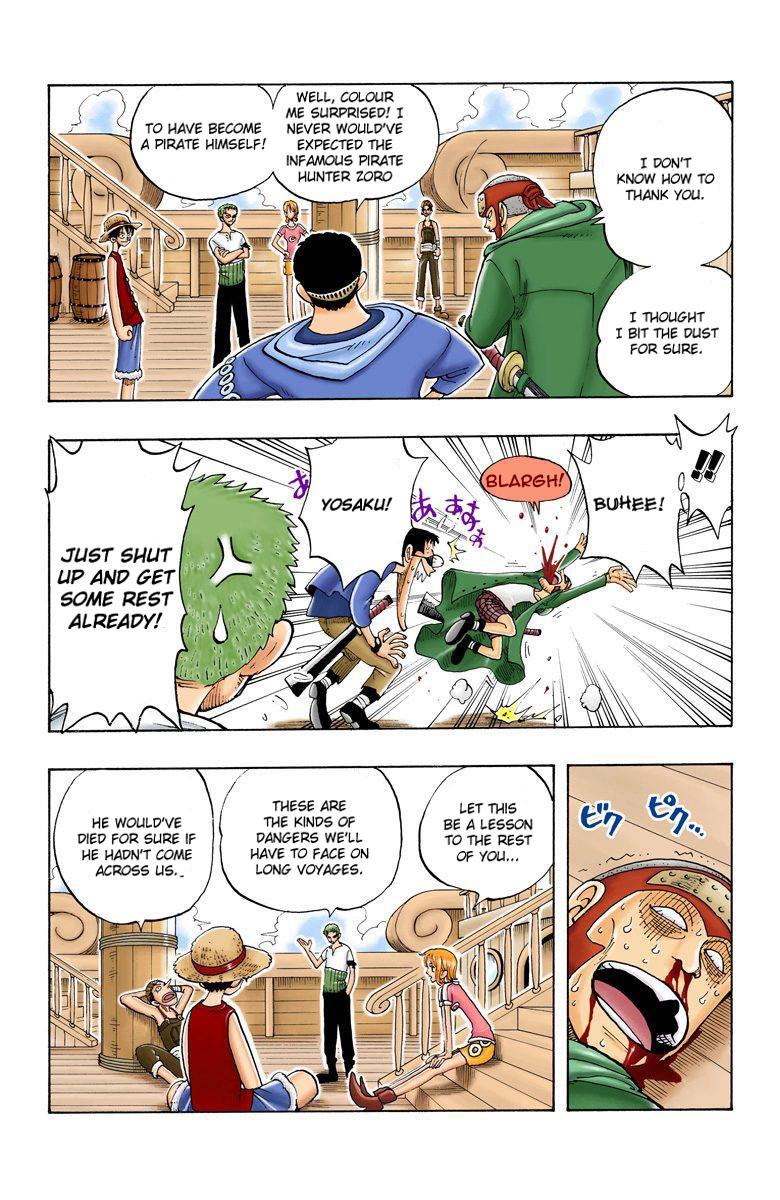 I DON'T
KNOW HOW TO
THANK YOU.
I THOUGHT
I BIT THE DUST
FOR SURE.
WELL, COLOUR
ME SURPRISED! I
NEVER WOULD'VE
EXPECTED THE
INFAMOUS PIRATE
HUNTER ZORO
TO HAVE BECOME
A PIRATE HIMSELF!
!!
BUHEE!
BLARGH!
YOSAKU!
あ
あ
ああ
あ
JUST SHUT
UP AND GET
SOME REST
ALREADY!
ピク...
ピク
LET THIS
BE A LESSON
TO THE REST
OF YOU...
THESE ARE
THE KINDS OF
DANGERS WE'LL
HAVE TO FACE ON
LONG VOYAGES.
HE WOULD'VE
DIED FOR SURE IF
HE HADN'T COME
ACROSS US..